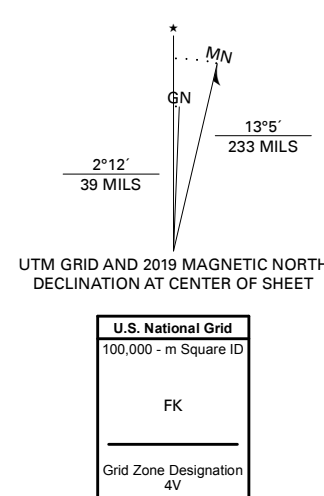 ★
MN
GN
13°5´
233 MILS
2°12´
39 MILS
UTM GRID AND 2019 MAGNETIC NORTH
DECLINATION AT CENTER OF SHEET
U.S. National Grid
100,000 - m Square ID
FK
Grid Zone Designation
4V